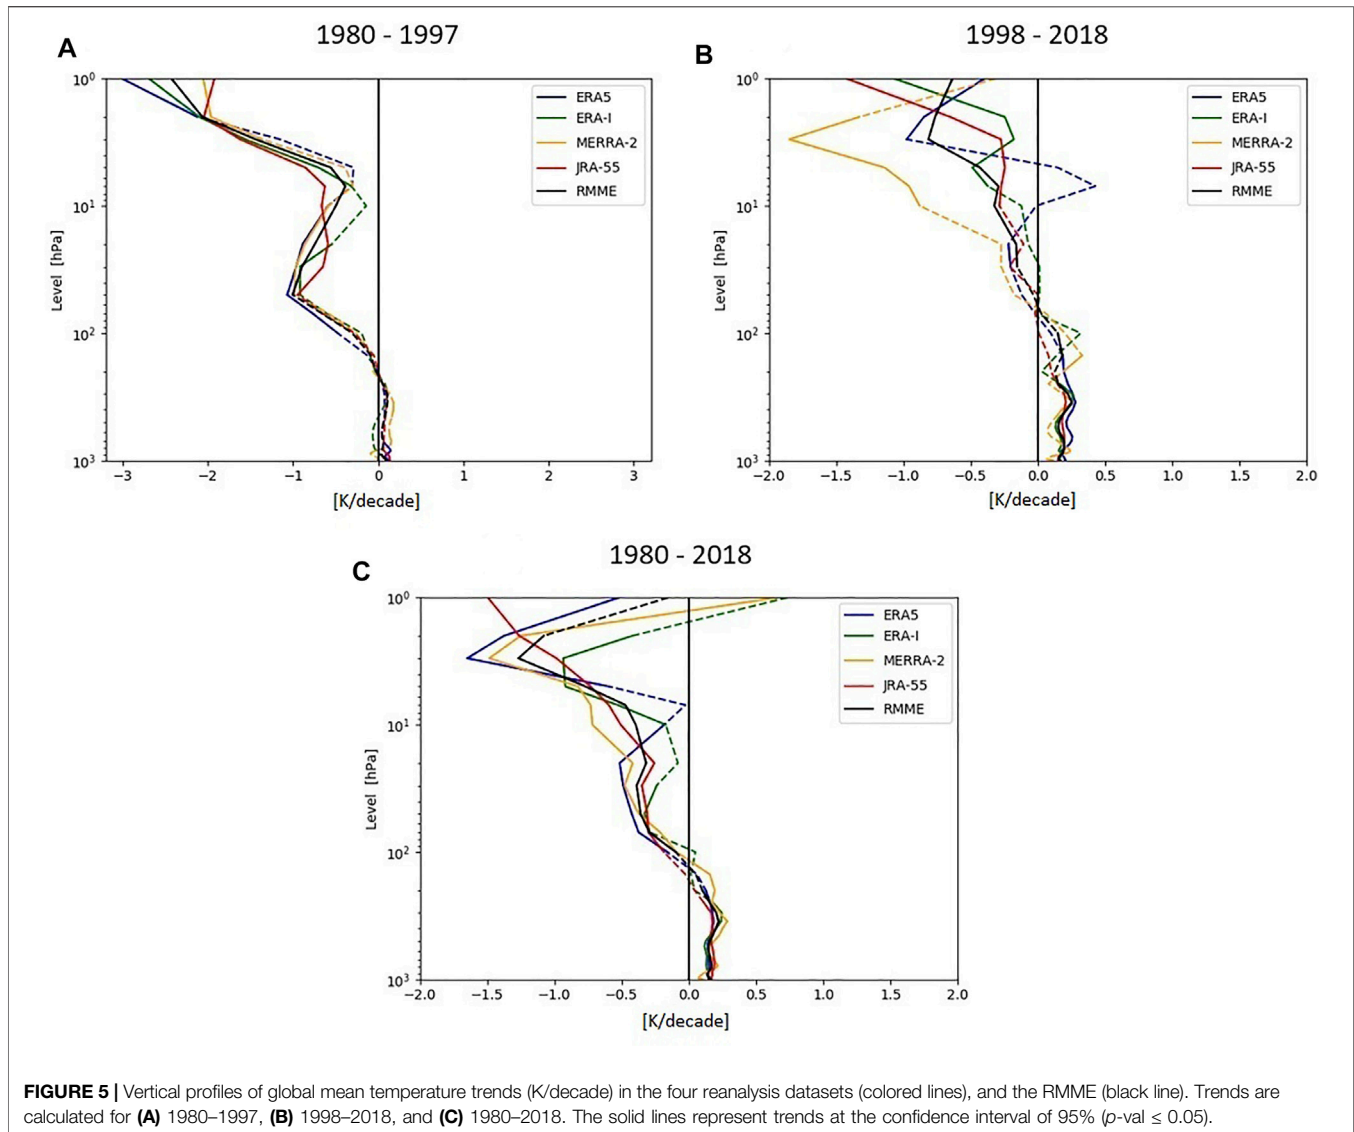 A
1980 - 1997
10⁰
10¹
10²
10³
Level [hPa]
ERA5
ERA-I
MERRA-2
JRA-55
RMME
−3 −2 −1 0 1 2 3
[K/decade]
B
1998 - 2018
10⁰
10¹
10²
10³
Level [hPa]
ERA5
ERA-I
MERRA-2
JRA-55
RMME
−2.0 −1.5 −1.0 −0.5 0.0 0.5 1.0 1.5 2.0
[K/decade]
C
1980 - 2018
10⁰
10¹
10²
10³
Level [hPa]
ERA5
ERA-I
MERRA-2
JRA-55
RMME
−2.0 −1.5 −1.0 −0.5 0.0 0.5 1.0 1.5 2.0
[K/decade]
FIGURE 5 | Vertical profiles of global mean temperature trends (K/decade) in the four reanalysis datasets (colored lines), and the RMME (black line). Trends are
calculated for (A) 1980–1997, (B) 1998–2018, and (C) 1980–2018. The solid lines represent trends at the confidence interval of 95% (p-val ≤ 0.05).